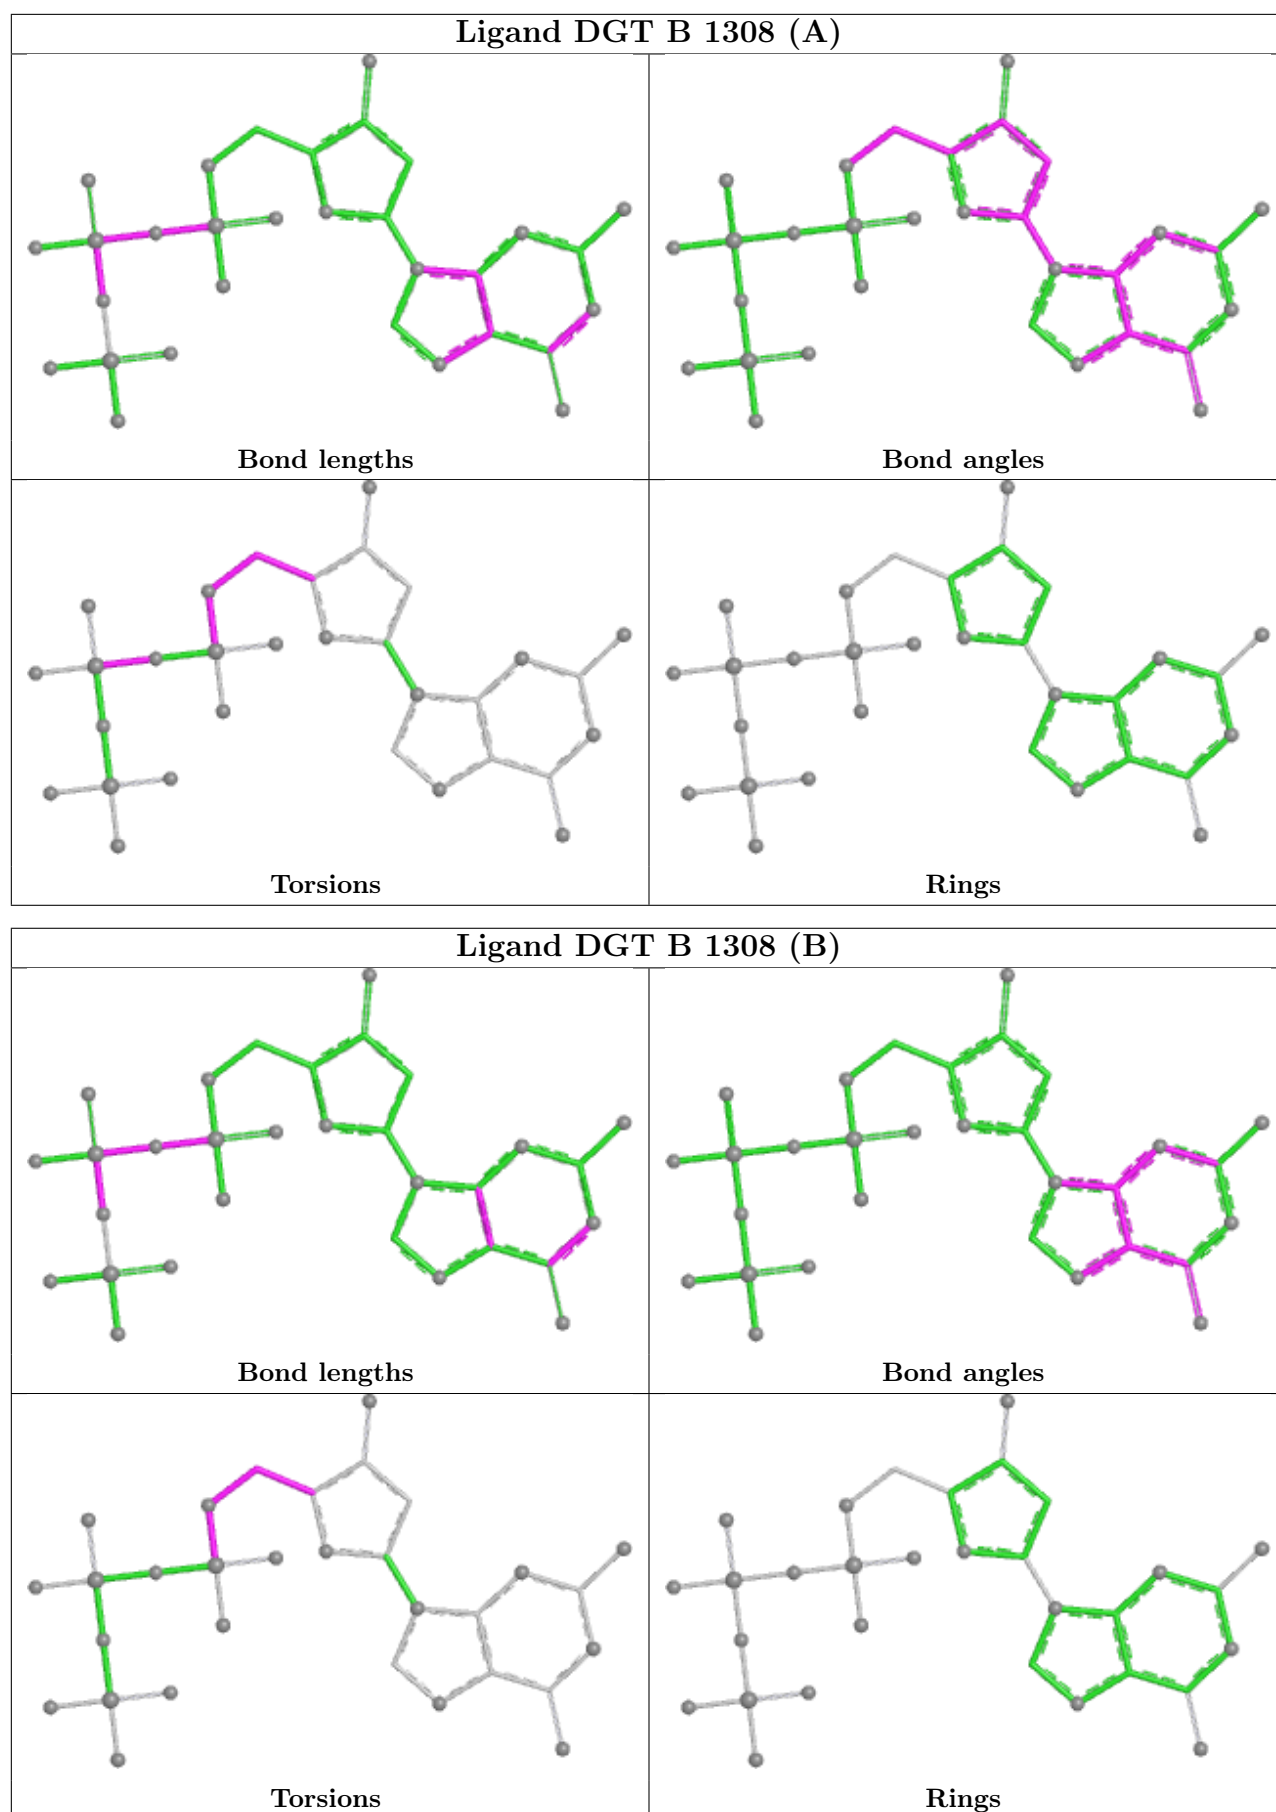 Ligand DGT B 1308 (A)
Bond lengths
Bond angles
Torsions
Rings
Ligand DGT B 1308 (B)
Bond lengths
Bond angles
Torsions
Rings